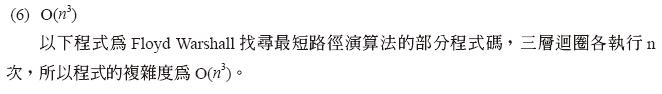 (6) O(n³)
以下程式為 Floyd Warshall 找尋最短路徑演算法的部分程式碼，三層迴圈各執行 n
次，所以程式的複雜度為 O(n³)。